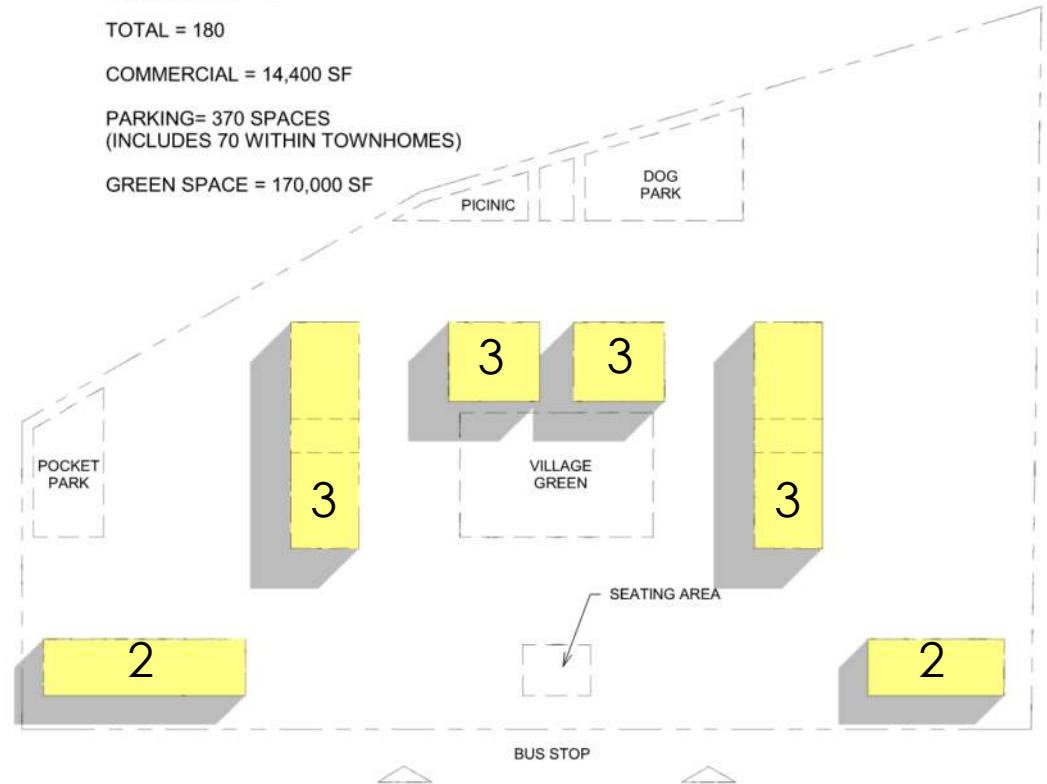 TOTAL = 180
COMMERCIAL = 14,400 SF
PARKING= 370 SPACES
(INCLUDES 70 WITHIN TOWNHOMES)
GREEN SPACE = 170,000 SF
DOG
PARK
PICINIC
3
3
POCKET
PARK
VILLAGE
GREEN
3
3
SEATING AREA
2
2
BUS STOP